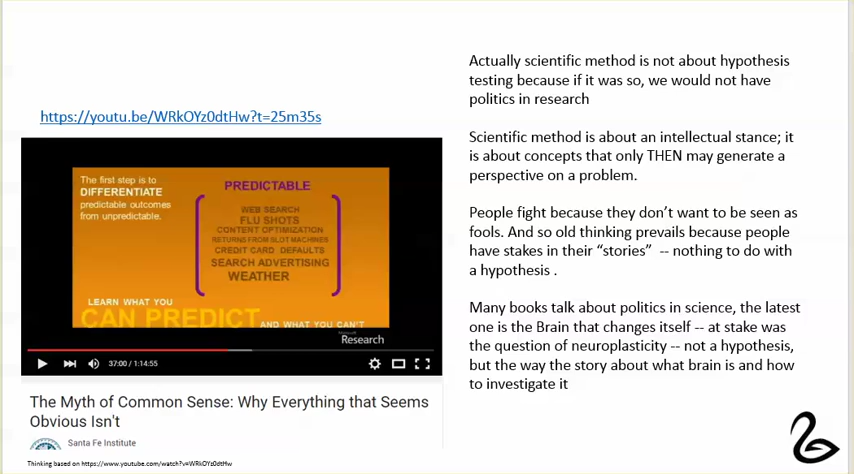 https://youtu.be/WRkOYz0dtHw?t=25m35s
The first step is to
DIFFERENTIATE
predictable outcomes
from unpredictable.
PREDICTABLE
WEB SEARCH
FLU SHOTS
CONTENT OPTIMIZATION
RETURNS FROM SLOT MACHINES
CREDIT CARD DEFAULTS
SEARCH ADVERTISING
WEATHER
LEARN WHAT YOU
CAN PREDICT AND WHAT YOU CAN'T
Research
37:00 / 1:14:55
The Myth of Common Sense: Why Everything that Seems
Obvious Isn't
Santa Fe Institute
Thinking based on https://www.youtube.com/watch?v=WRkOYz0dtHw
Actually scientific method is not about hypothesis
testing because if it was so, we would not have
politics in research
Scientific method is about an intellectual stance; it
is about concepts that only THEN may generate a
perspective on a problem.
People fight because they don't want to be seen as
fools. And so old thinking prevails because people
have stakes in their “stories” -- nothing to do with
a hypothesis .
Many books talk about politics in science, the latest
one is the Brain that changes itself -- at stake was
the question of neuroplasticity -- not a hypothesis,
but the way the story about what brain is and how
to investigate it